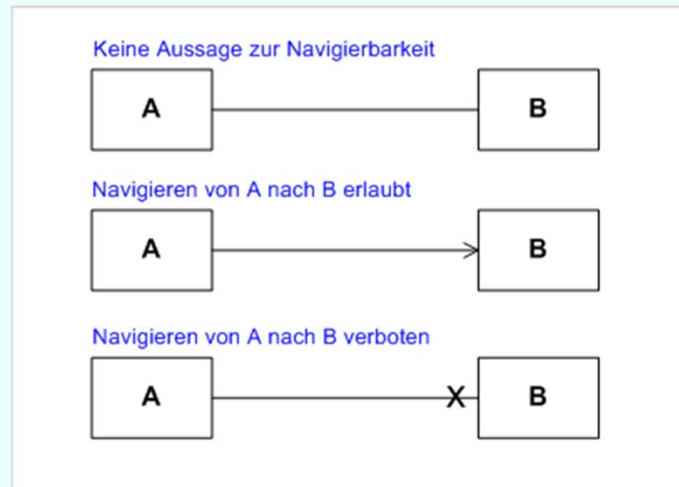 Keine Aussage zur Navigierbarkeit
A B
Navigieren von A nach B erlaubt
A B
Navigieren von A nach B verboten
A X B